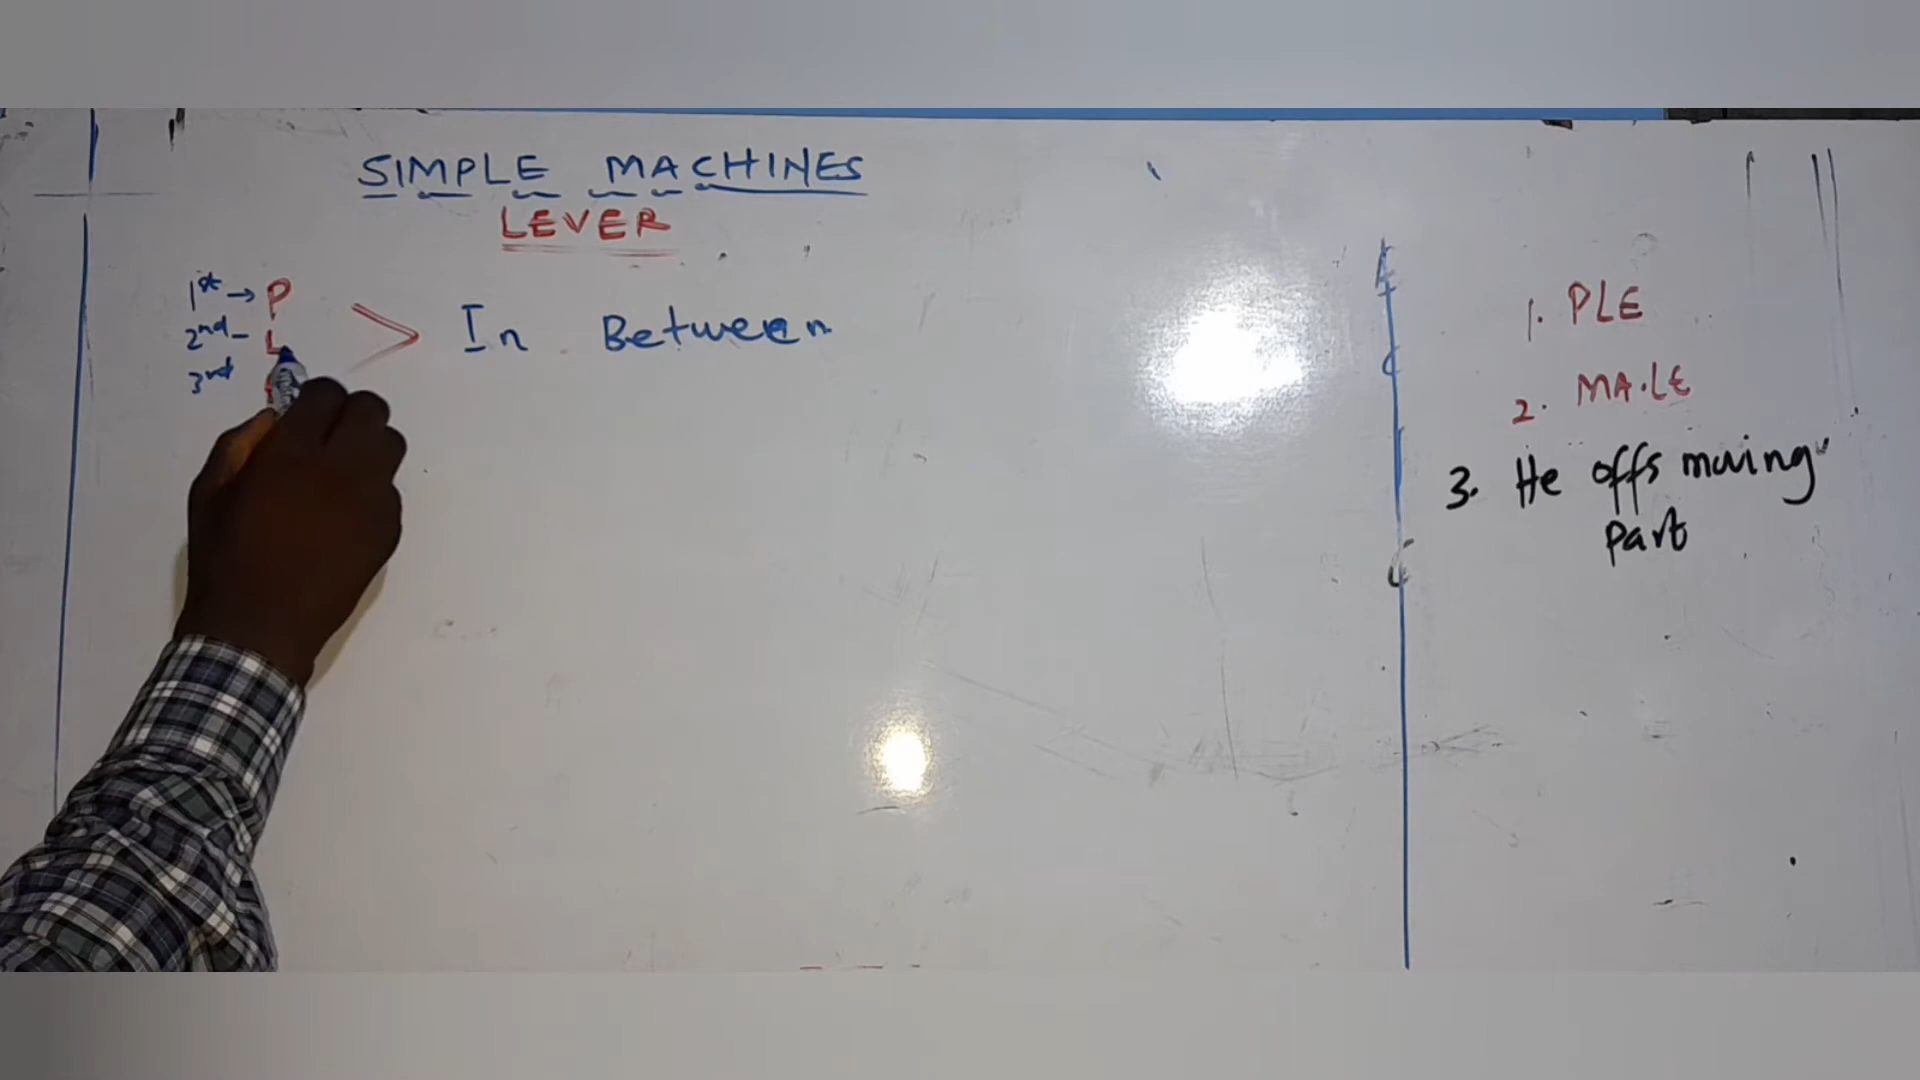 SIMPLE MACHINES
LEVER
1st → P
2nd - L
3rd
In Between
1. PLE
2. MA.LE
3. He offs moving
part